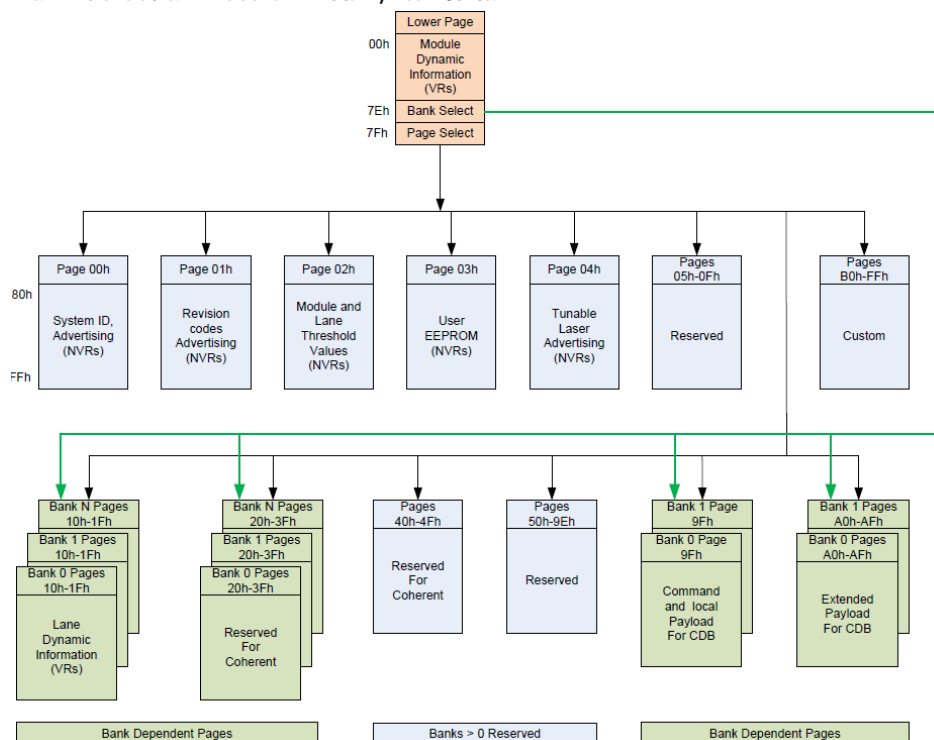 Lower Page
00h
Module
Dynamic
Information
(VRs)
7Eh
Bank Select
7Fh
Page Select
Page 00h
Page 01h
Page 02h
Page 03h
Page 04h
Pages
05h-0Fh
Pages
B0h-FFh
80h
System ID,
Advertising
(NVRs)
FFh
Revision
codes
Advertising
(NVRs)
Module and
Lane
Threshold
Values
(NVRs)
User
EEPROM
(NVRs)
Tunable
Laser
Advertising
(NVRs)
Reserved
Custom
Bank N Pages
10h-1Fh
Bank 1 Pages
10h-1Fh
Bank 0 Pages
10h-1Fh
Lane
Dynamic
Information
(VRs)
Bank N Pages
20h-3Fh
Bank 1 Pages
20h-3Fh
Bank 0 Pages
20h-3Fh
Reserved
For
Coherent
Pages
40h-4Fh
Reserved
For
Coherent
Pages
50h-9Eh
Reserved
Bank 1 Page
9Fh
Bank 0 Page
9Fh
Command
and local
Payload
For CDB
Bank 1 Pages
A0h-AFh
Bank 0 Pages
A0h-AFh
Extended
Payload
For CDB
Bank Dependent Pages
Banks > 0 Reserved
Bank Dependent Pages